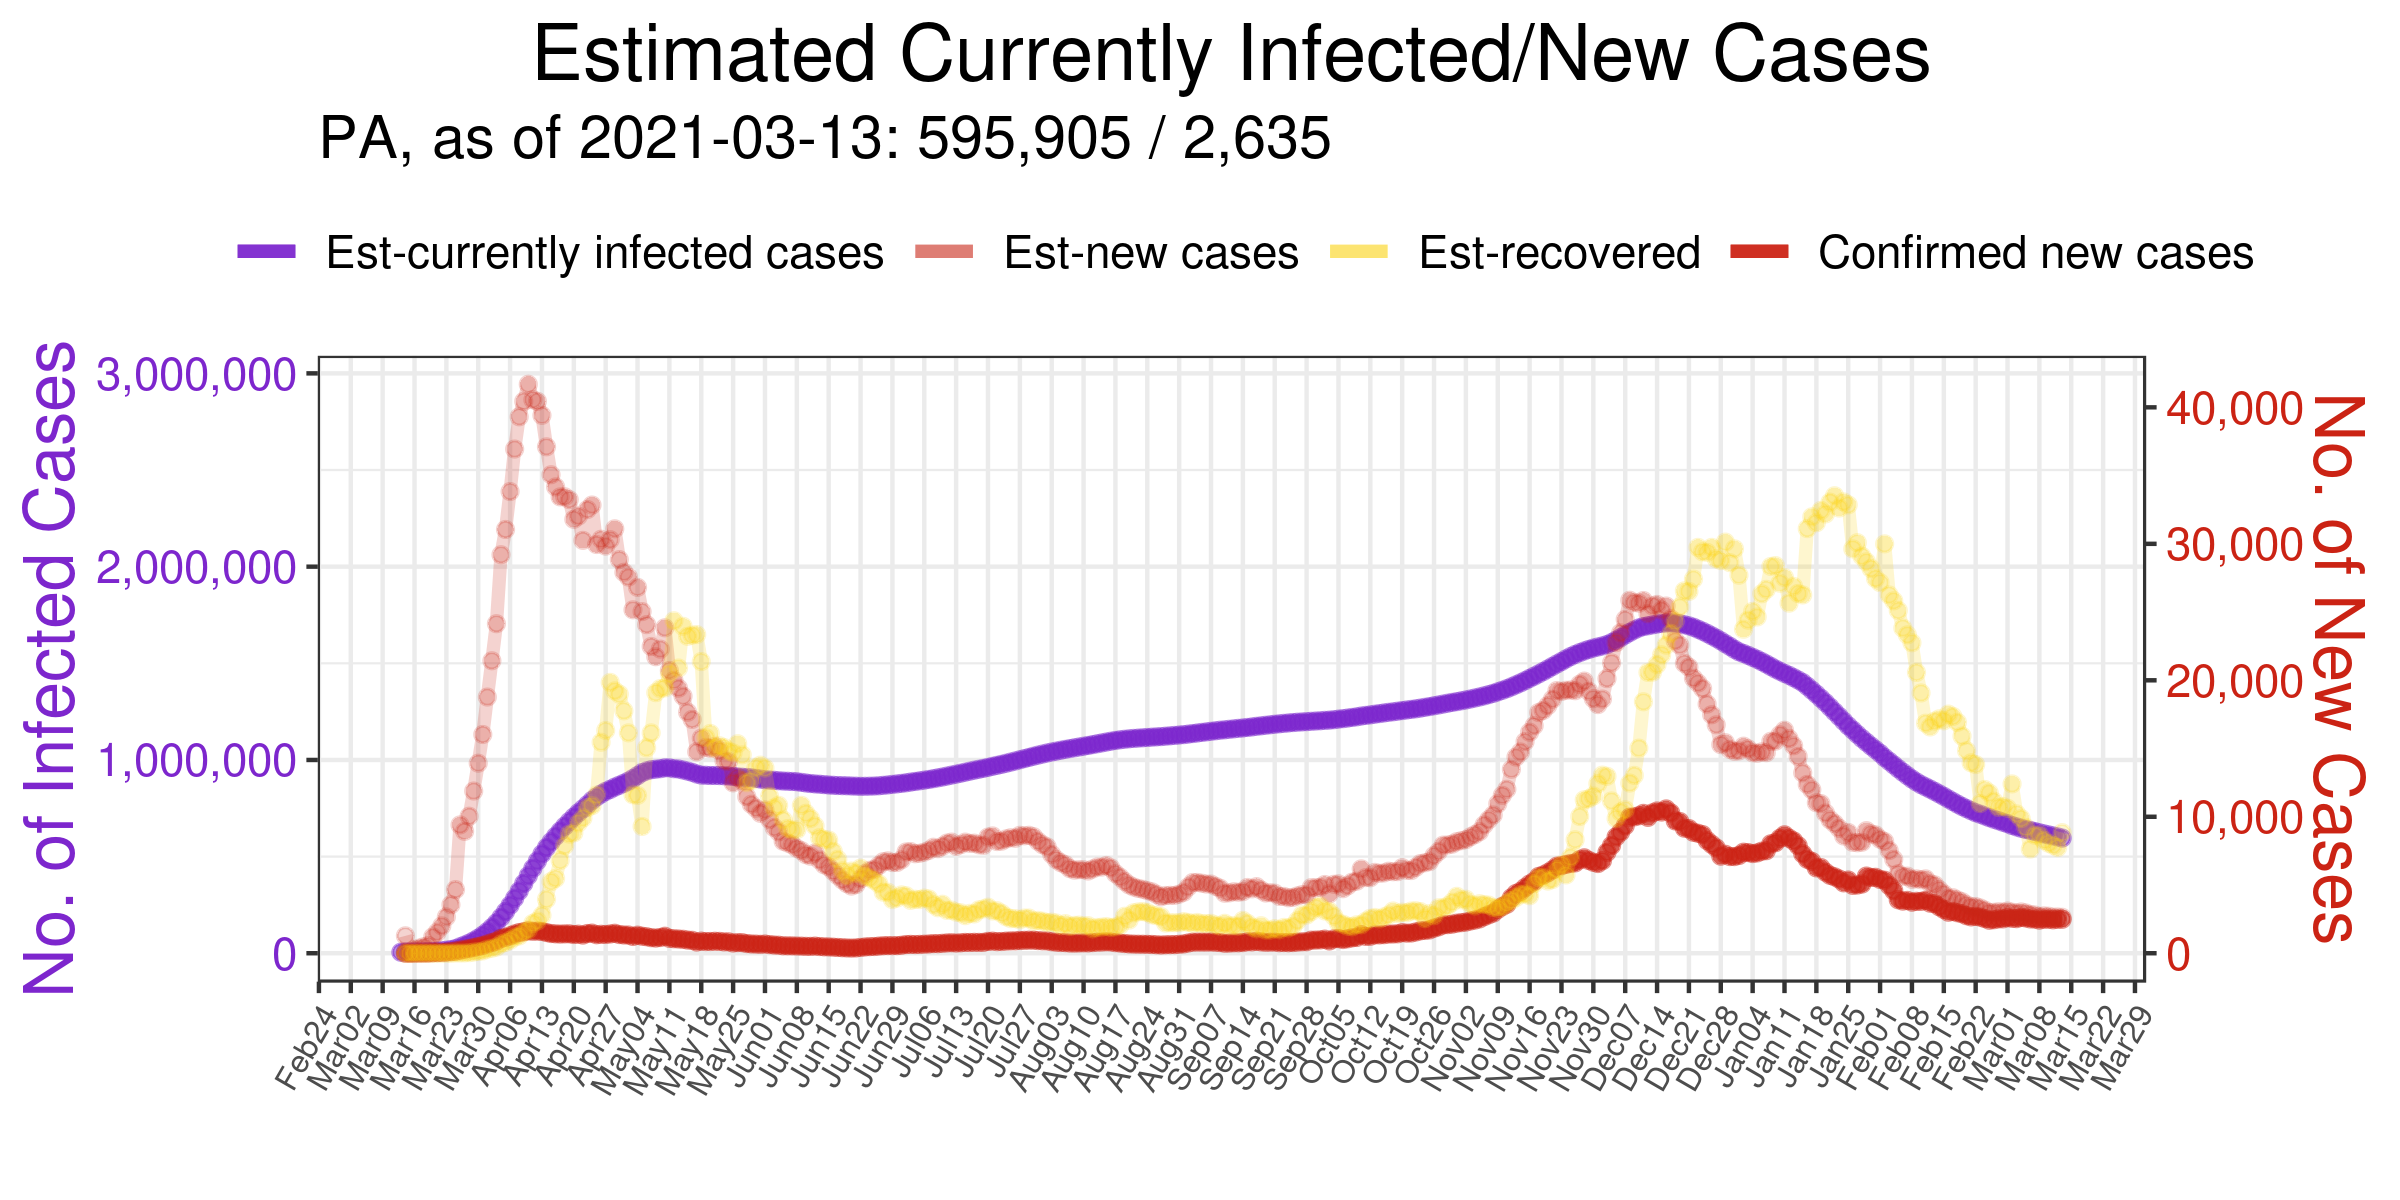 Estimated Currently Infected/New Cases
PA, as of 2021-03-13: 595,905 / 2,635
Est-currently infected cases Est-new cases Est-recovered Confirmed new cases
No. of Infected Cases
3,000,000
2,000,000
1,000,000
0
40,000
30,000
20,000
10,000
0
No. of New Cases
Feb24 Mar02 Mar09 Mar16 Mar23 Mar30 Apr06 Apr13 Apr20 Apr27 May04 May11 May18 May25 Jun01 Jun08 Jun15 Jun22 Jun29 Jul06 Jul13 Jul20 Jul27 Aug03 Aug10 Aug17 Aug24 Aug31 Sep07 Sep14 Sep21 Sep28 Oct05 Oct12 Oct19 Oct26 Nov02 Nov09 Nov16 Nov23 Nov30 Dec07 Dec14 Dec21 Dec28 Jan04 Jan11 Jan18 Jan25 Feb01 Feb08 Feb15 Feb22 Mar01 Mar08 Mar15 Mar22 Mar29